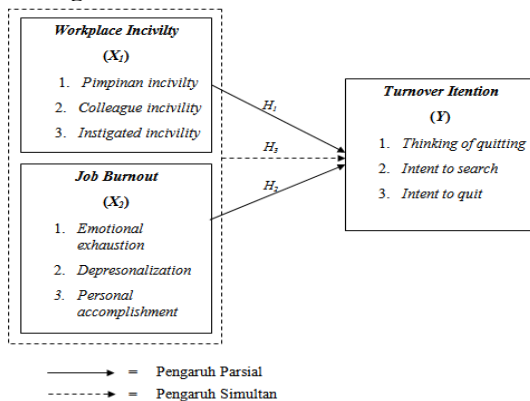 Workplace Incivilty
(X1)
1. Pimpinan incivilty
2. Colleague incivility
3. Instigated incivility
Job Burnout
(X2)
1. Emotional
exhaustion
2. Depresonalization
3. Personal
accomplishment
H1
H3
H2
Turnover Itention
(Y)
1. Thinking of quitting
2. Intent to search
3. Intent to quit
= Pengaruh Parsial
= Pengaruh Simultan